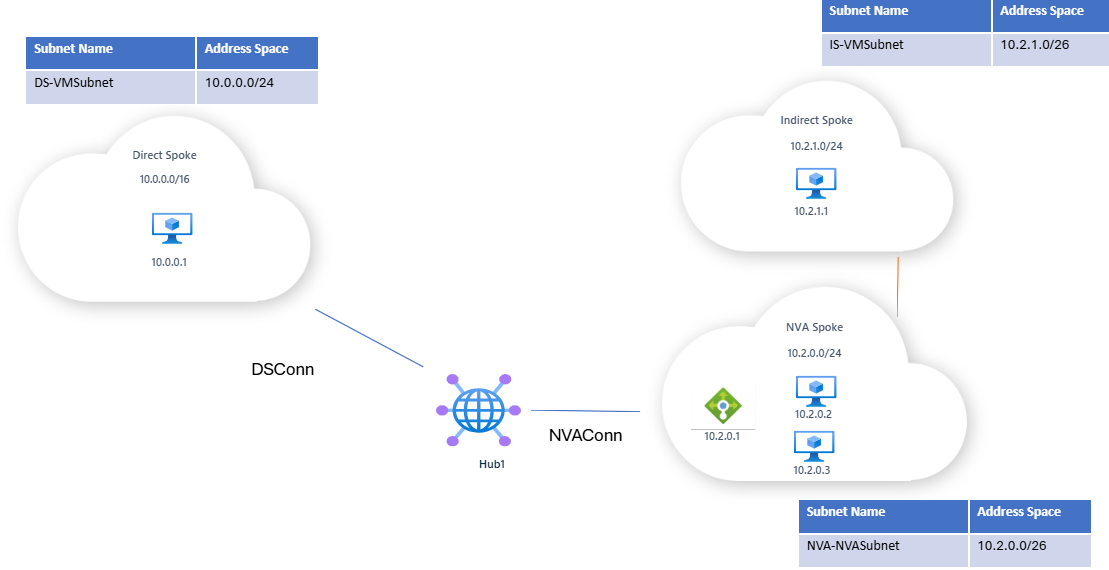 Subnet Name Address Space
IS-VMSubnet 10.2.1.0/26
Subnet Name Address Space
DS-VMSubnet 10.0.0.0/24
Direct Spoke
10.0.0.0/16
10.0.0.1
Indirect Spoke
10.2.1.0/24
10.2.1.1
DSConn
Hub1
NVAConn
NVA Spoke
10.2.0.0/24
10.2.0.1
10.2.0.2
10.2.0.3
Subnet Name Address Space
NVA-NVASubnet 10.2.0.0/26